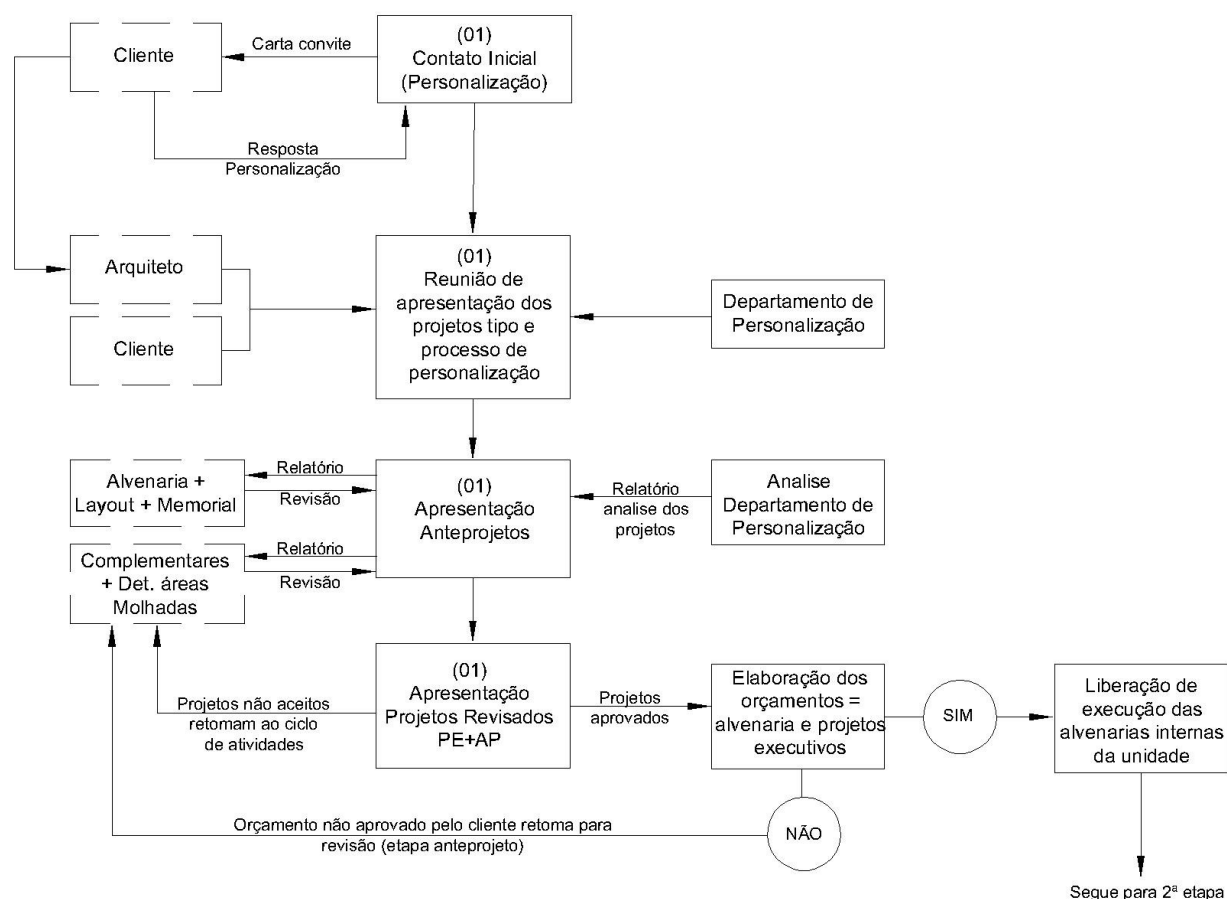 Cliente
Carta convite
(01)
Contato Inicial
(Personalização)
Resposta
Personalização
Arquiteto
Cliente
(01)
Reunião de
apresentação dos
projetos tipo e
processo de
personalização
Departamento de
Personalização
Alvenaria +
Layout + Memorial
Relatório
Revisão
Complementares
+ Det. áreas
Molhadas
Relatório
Revisão
(01)
Apresentação
Anteprojetos
Relatório
analise dos
projetos
Analise
Departamento de
Personalização
Projetos não aceitos
retornam ao ciclo
de atividades
(01)
Apresentação
Projetos Revisados
PE+AP
Projetos
aprovados
Elaboração dos
orçamentos =
alvenaria e projetos
executivos
SIM
Liberação de
execução das
alvenarias internas
da unidade
Orçamento não aprovado pelo cliente retorna para
revisão (etapa anteprojeto)
NÃO
Segue para 2ª etapa